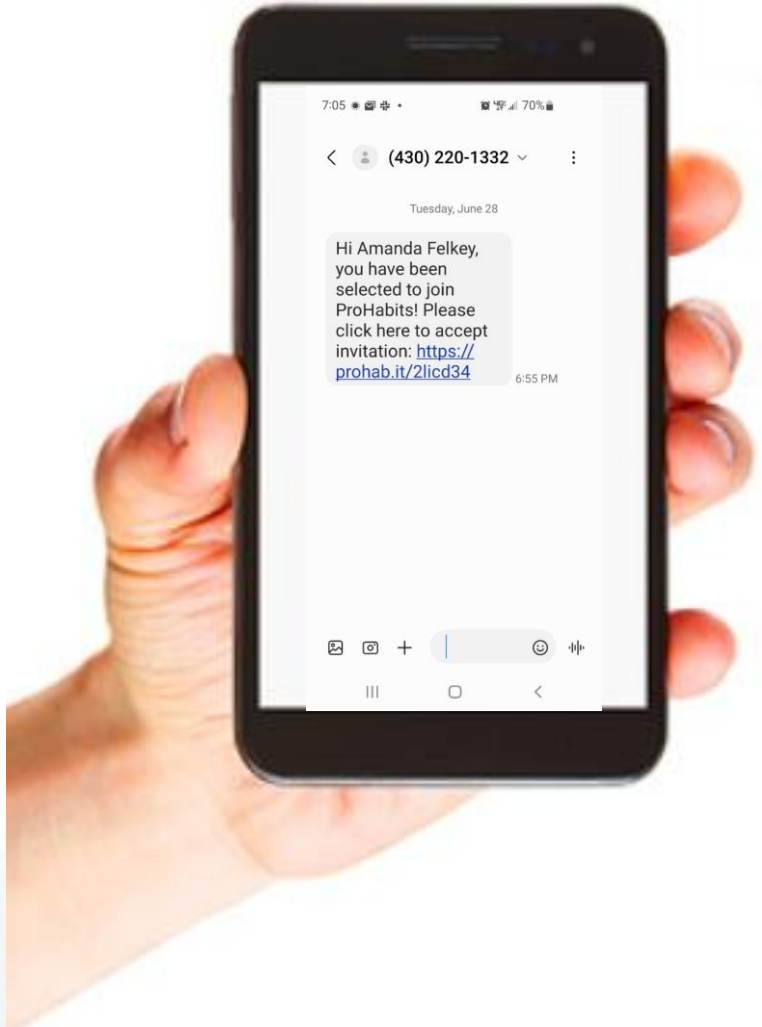 7:05 70%
(430) 220-1332
Tuesday, June 28
Hi Amanda Felkey,
you have been
selected to join
ProHabits! Please
click here to accept
invitation: https://
prohab.it/2licd34
6:55 PM